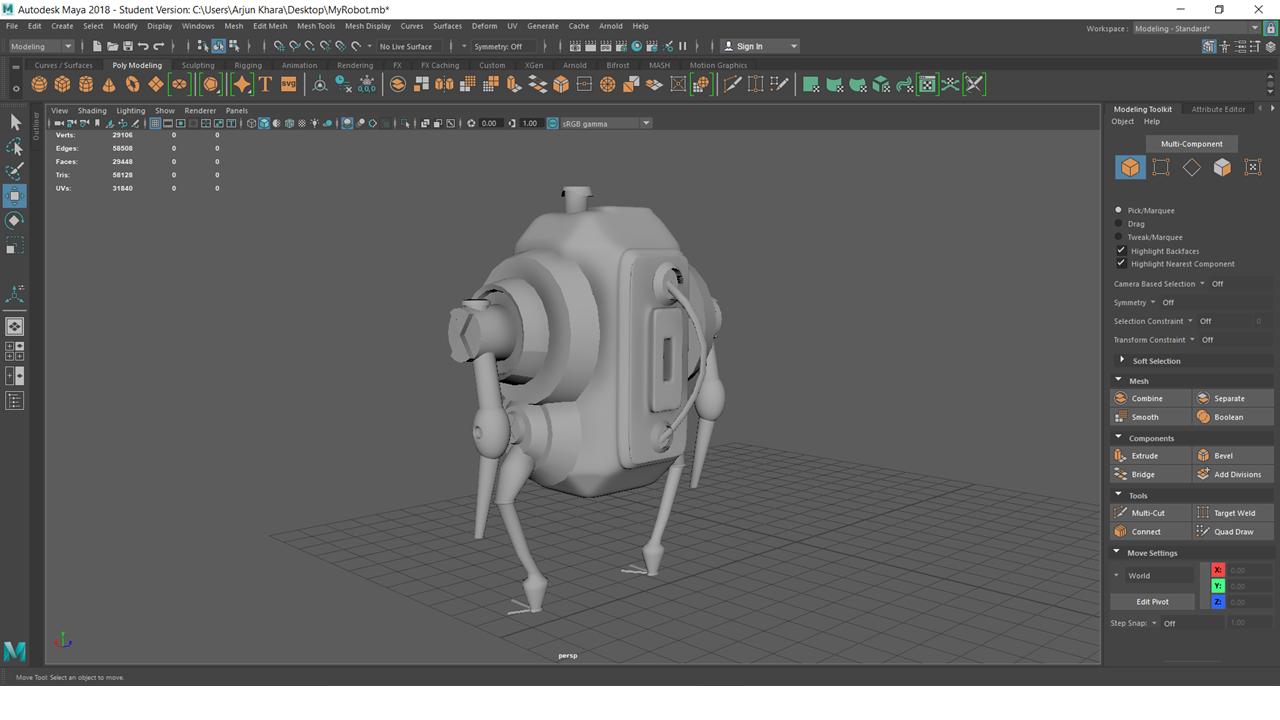 Autodesk Maya 2018 - Student Version: C:\Users\Arjun Khara\Desktop\MyRobot.mb*
File Edit Create Select Modify Display Windows Mesh Edit Mesh Mesh Tools Mesh Display Curves Surfaces Deform UV Generate Cache Arnold Help
Workspace : Modeling - Standard*
Modeling No Live Surface Symmetry: Off Sign In
Curves / Surfaces Poly Modeling Sculpting Rigging Animation Rendering FX FX Caching Custom XGen Arnold Bifrost MASH Motion Graphics
SVG
Outliner
View Shading Lighting Show Renderer Panels
0.00 1.00 sRGB gamma
Verts: 29106 0 0
Edges: 58508 0 0
Faces: 29448 0 0
Tris: 58128 0 0
UVs: 31840 0 0
persp
Modeling Toolkit Attribute Editor
Object Help
Multi-Component
Pick/Marquee
Drag
Tweak/Marquee
Highlight Backfaces
Highlight Nearest Component
Camera Based Selection Off
Symmetry Off
Selection Constraint Off 0
Transform Constraint Off
Soft Selection
Mesh
Combine Separate
Smooth Boolean
Components
Extrude Bevel
Bridge Add Divisions
Tools
Multi-Cut Target Weld
Connect Quad Draw
Move Settings
World
X: 0.00
Y: 0.00
Edit Pivot Z: 0.00
Step Snap: Off 1.00
Move Tool: Select an object to move.